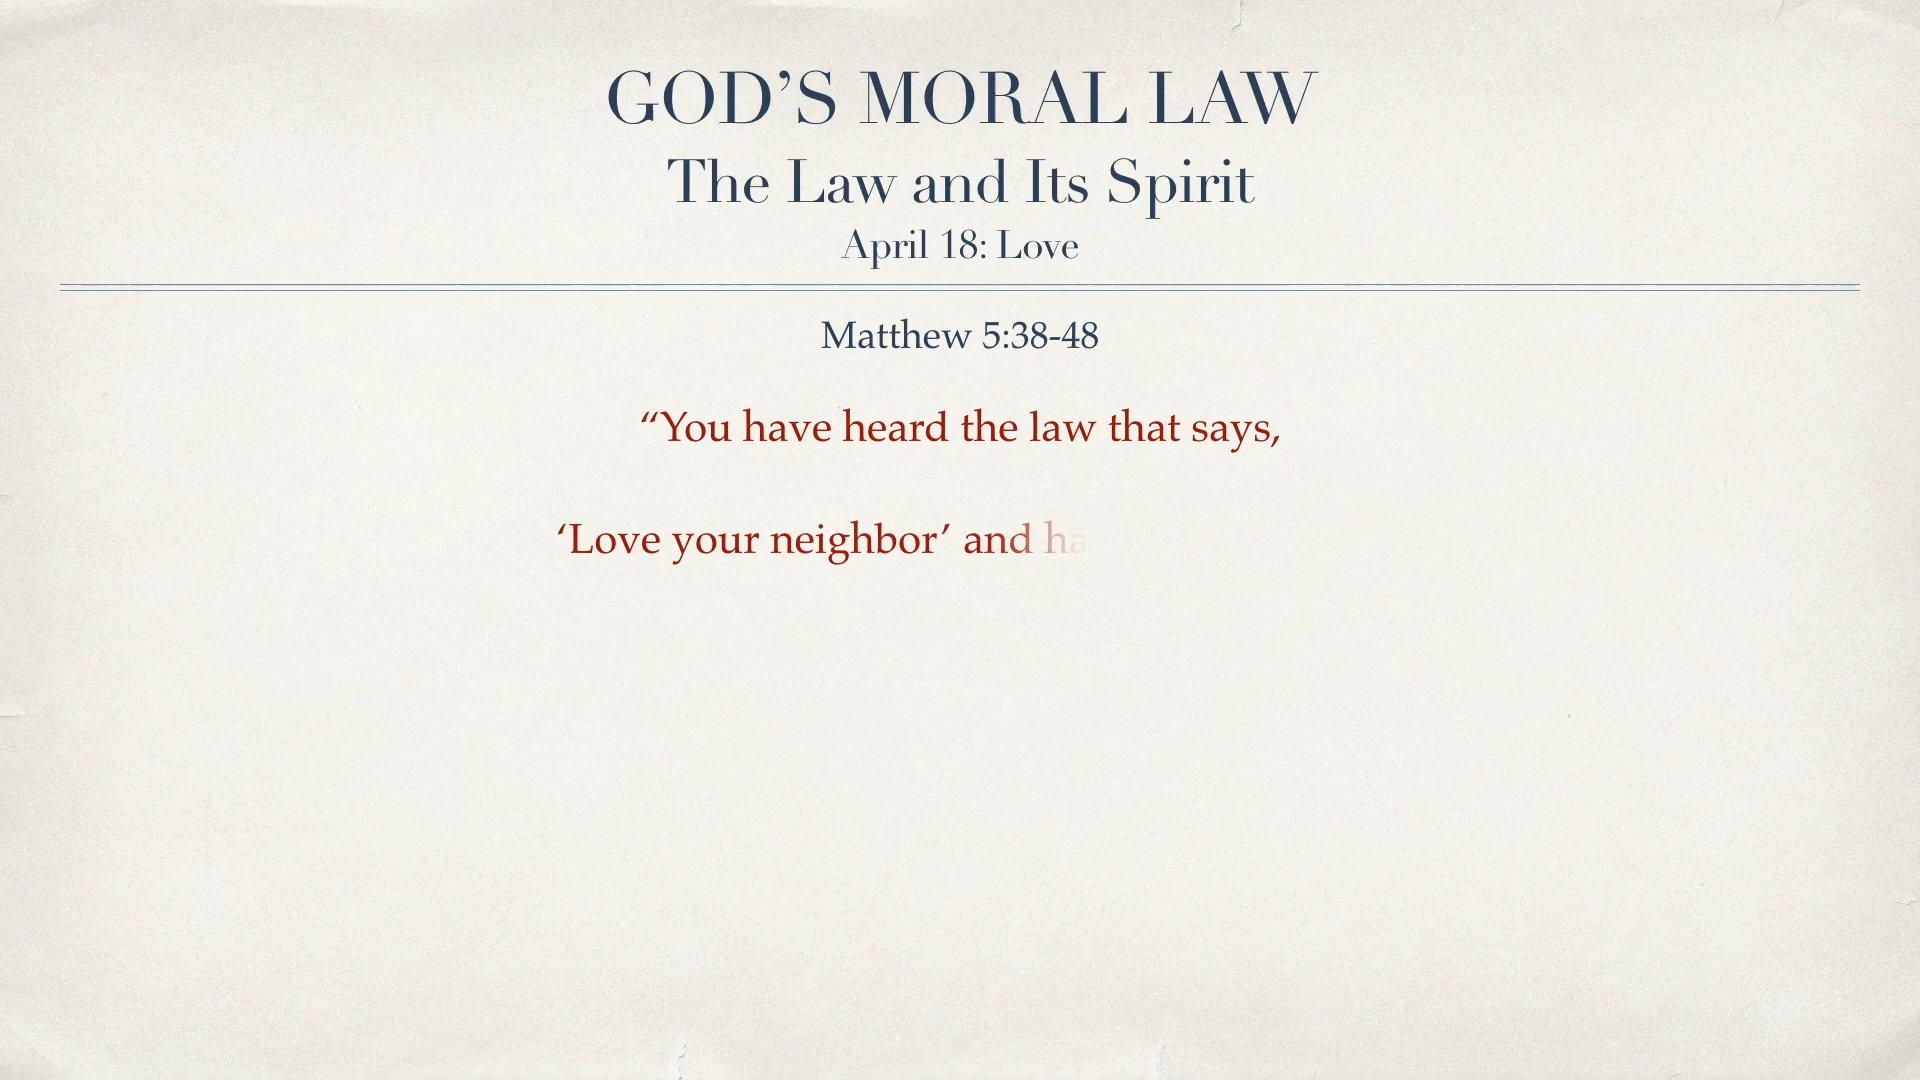 GOD’S MORAL LAW
The Law and Its Spirit
April 18: Love
Matthew 5:38-48
“You have heard the law that says,
‘Love your neighbor’ and